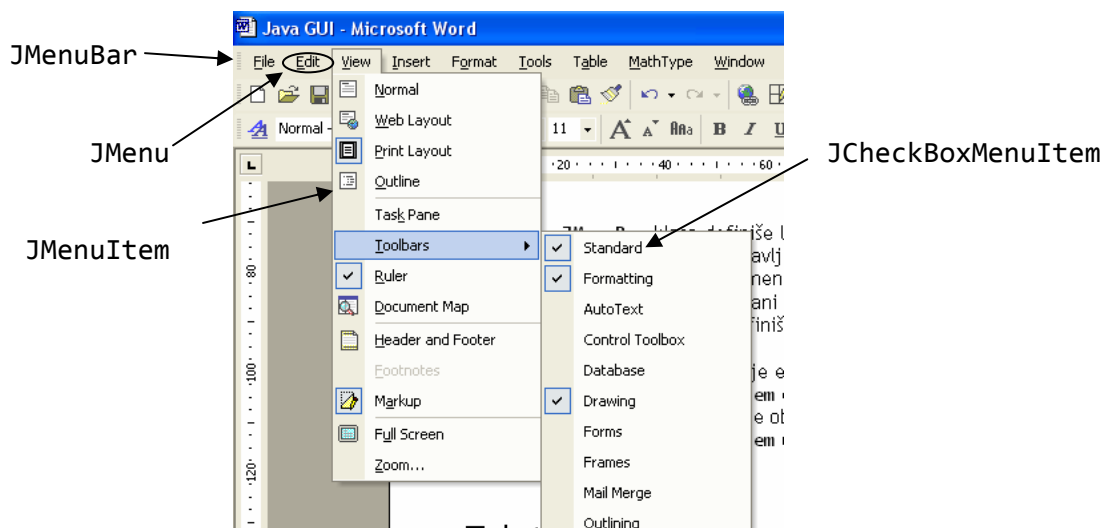 Java GUI - Microsoft Word
JMenuBar
File Edit View Insert Format Tools Table MathType Window
Normal
Normal -
Web Layout
11
JMenu
Print Layout
JCheckBoxMenuItem
20 40 60
Outline
Task Pane
JMenuItem
Toolbars
Standard
Ruler
Formatting
80
Document Map
AutoText
Header and Footer
Control Toolbox
Footnotes
Database
100
Markup
Drawing
Full Screen
Forms
Zoom...
Frames
120
Mail Merge
Outlining